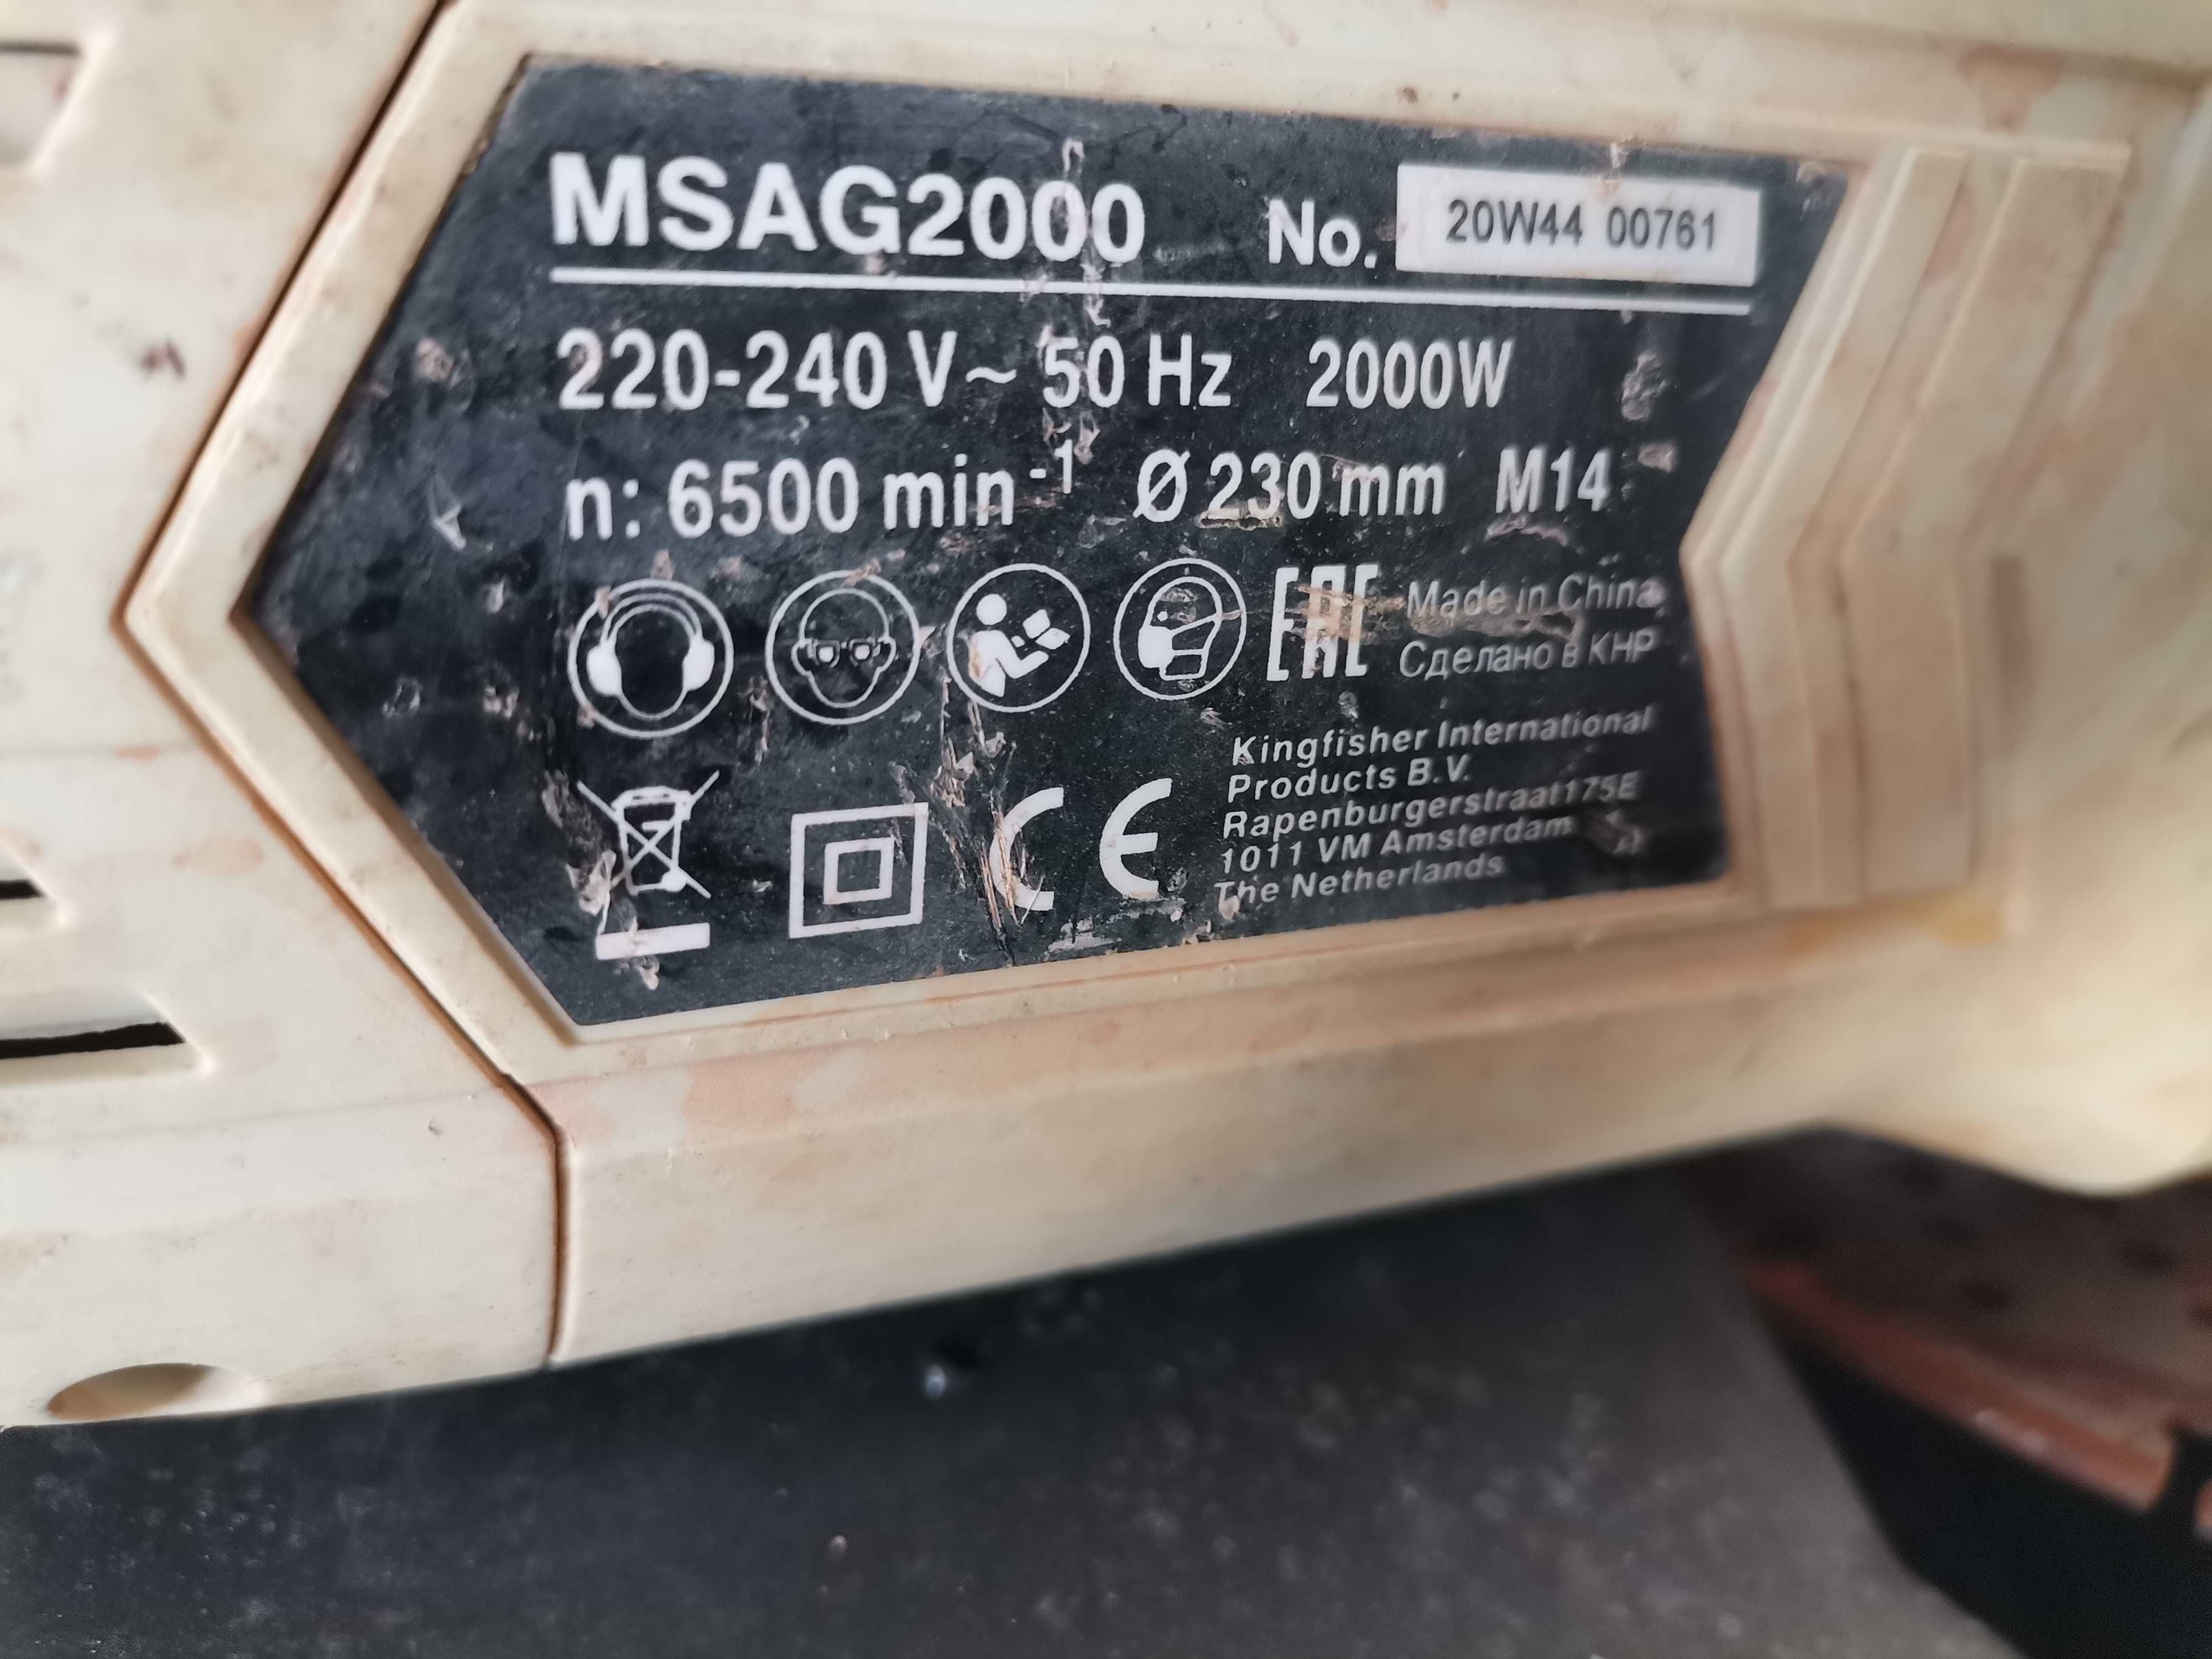 MSAG2000 No. 20W44 00761
220-240 V~ 50 Hz 2000W
n: 6500 min⁻¹ Ø 230 mm M14
EAC Made in China
Сделано в КНР
Kingfisher International
Products B.V.
Rapenburgerstraat175E
1011 VM Amsterdam
The Netherlands
CE